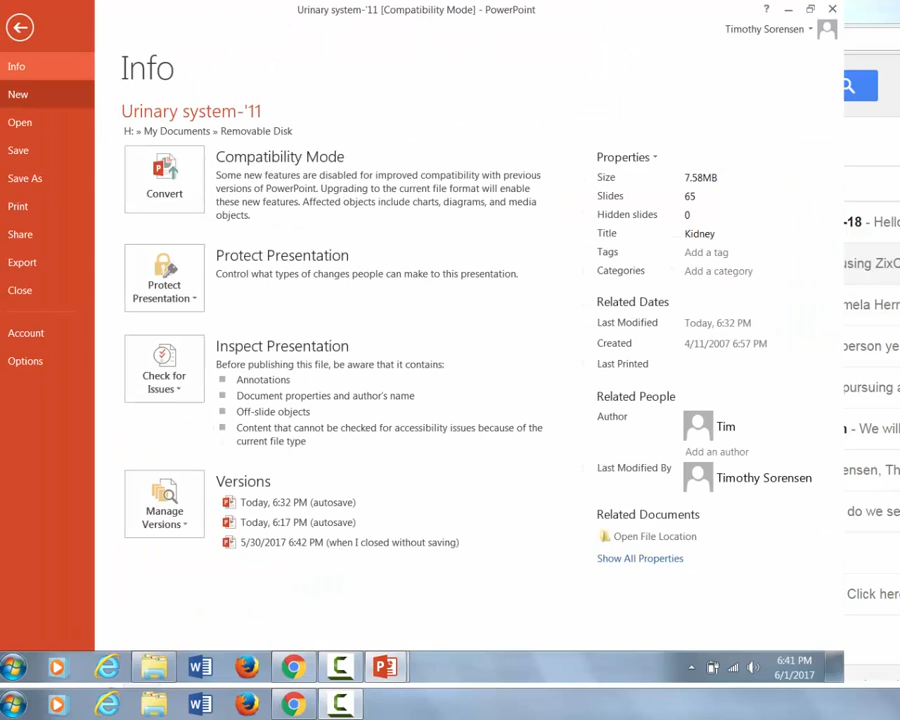 Urinary system-'11 [Compatibility Mode] - PowerPoint
?
Timothy Sorensen
Info
New
Open
Save
Save As
Print
Share
Export
Close
Account
Options
Info
Urinary system-'11
H: » My Documents » Removable Disk
Convert
Compatibility Mode
Some new features are disabled for improved compatibility with previous
versions of PowerPoint. Upgrading to the current file format will enable
these new features. Affected objects include charts, diagrams, and media
objects.
Protect
Presentation
Protect Presentation
Control what types of changes people can make to this presentation.
Check for
Issues
Inspect Presentation
Before publishing this file, be aware that it contains:
Annotations
Document properties and author's name
Off-slide objects
Content that cannot be checked for accessibility issues because of the
current file type
Manage
Versions
Versions
Today, 6:32 PM (autosave)
Today, 6:17 PM (autosave)
5/30/2017 6:42 PM (when I closed without saving)
Properties
Size 7.58MB
Slides 65
Hidden slides 0
Title Kidney
Tags Add a tag
Categories Add a category
Related Dates
Last Modified Today, 6:32 PM
Created 4/11/2007 6:57 PM
Last Printed
Related People
Author Tim
Add an author
Last Modified By Timothy Sorensen
Related Documents
Open File Location
Show All Properties
-18 - Hello
using ZixC
mela Herr
person ye
pursuing a
n - We will
ensen, Th
do we se
Click here
6:41 PM
6/1/2017